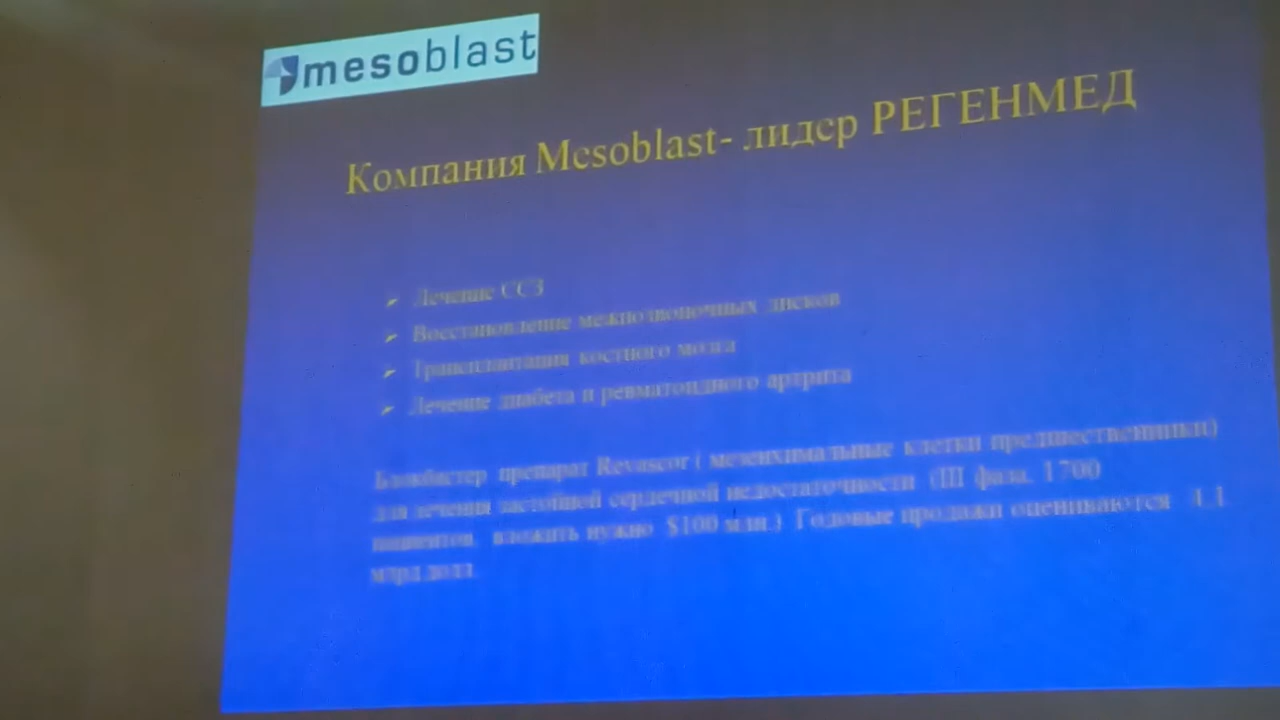 mesoblast
Компания Mesoblast- лидер РЕГЕНМЕД
Лечение ССЗ
Восстановление межпозвоночных дисков
Трансплантация костного мозга
Лечение диабета и ревматоидного артрита
Блокбастер препарат Revascor ( мезенхимальные клетки предшественники)
для лечения застойной сердечной недостаточности (III фаза, 1700
пациентов, вложить нужно $100 млн.) Годовые продажи оцениваются 1,1
млрд долл.